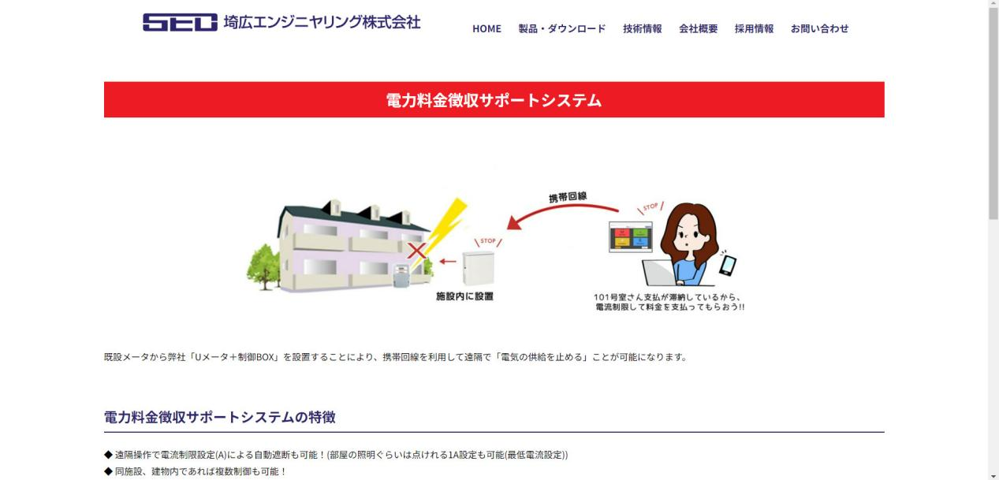 SEC 埼広エンジニヤリング株式会社
HOME 製品・ダウンロード 技術情報 会社概要 採用情報 お問い合わせ
電力料金徴収サポートシステム
携帯回線
STOP
STOP
施設内に設置
101号室さん支払が滞納しているから、
電流制限して料金を支払ってもらおう!!
既設メータから弊社「Uメータ＋制御BOX」を設置することにより、携帯回線を利用して遠隔で「電気の供給を止める」ことが可能になります。
電力料金徴収サポートシステムの特徴
◆ 遠隔操作で電流制限設定(A)による自動遮断も可能！(部屋の照明ぐらいは点けれる1A設定も可能(最低電流設定))
◆ 同施設、建物内であれば複数制御も可能！